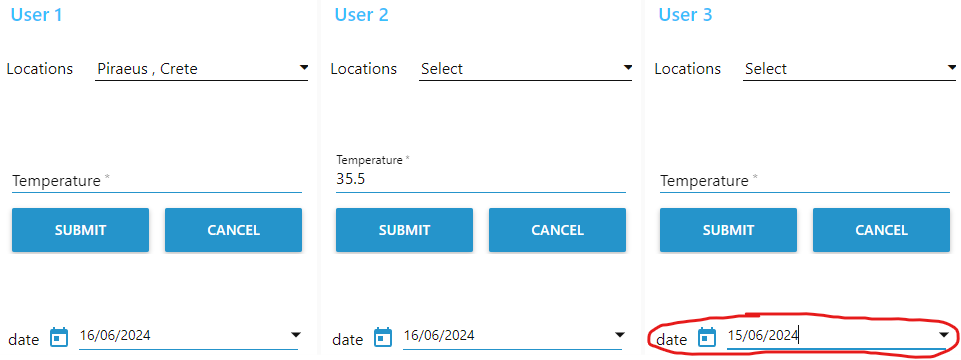 User 1
Locations Piraeus , Crete
Temperature *
SUBMIT CANCEL
date 16/06/2024
User 2
Locations Select
Temperature *
35.5
SUBMIT CANCEL
date 16/06/2024
User 3
Locations Select
Temperature *
SUBMIT CANCEL
date 15/06/2024